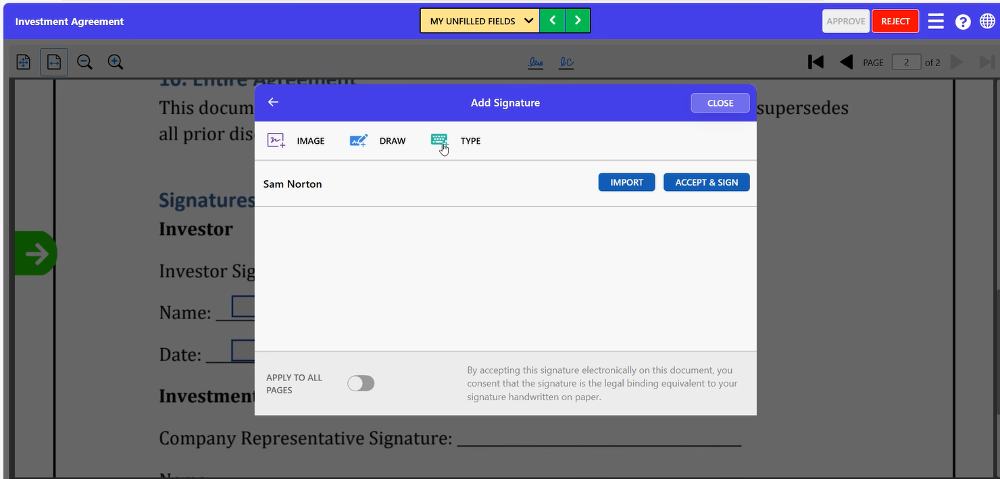 Investment Agreement
MY UNFILLED FIELDS
APPROVE
REJECT
PAGE 2 of 2
10. Entire Agreement
This docum
supersedes
all prior dis
Add Signature
CLOSE
IMAGE
DRAW
TYPE
Sam Norton
IMPORT
ACCEPT & SIGN
Signatures
Investor
Investor Sig
Name:
Date:
APPLY TO ALL
PAGES
By accepting this signature electronically on this document, you
consent that the signature is the legal binding equivalent to your
signature handwritten on paper.
Investment
Company Representative Signature: